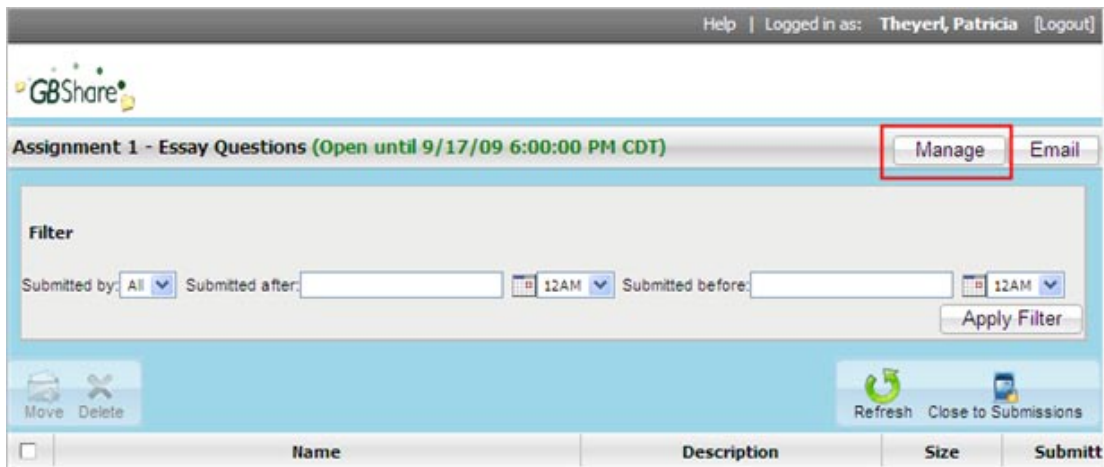 Help | Logged in as: Theyerl, Patricia [Logout]
GBShare
Assignment 1 - Essay Questions (Open until 9/17/09 6:00:00 PM CDT) Manage Email
Filter
Submitted by: All Submitted after: 12AM Submitted before: 12AM
Apply Filter
Move Delete Refresh Close to Submissions
Name Description Size Submitt